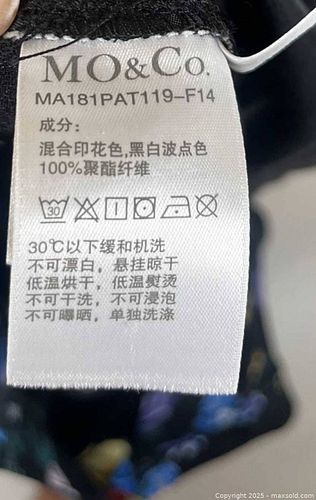 MO&Co.
MA181PAT119-F14
成分：
混合印花色,黑白波点色
100%聚酯纤维
30
30℃以下缓和机洗
不可漂白，悬挂晾干
低温烘干，低温熨烫
不可干洗，不可浸泡
不可曝晒，单独洗涤
Copyright 2025 - maxsold.com